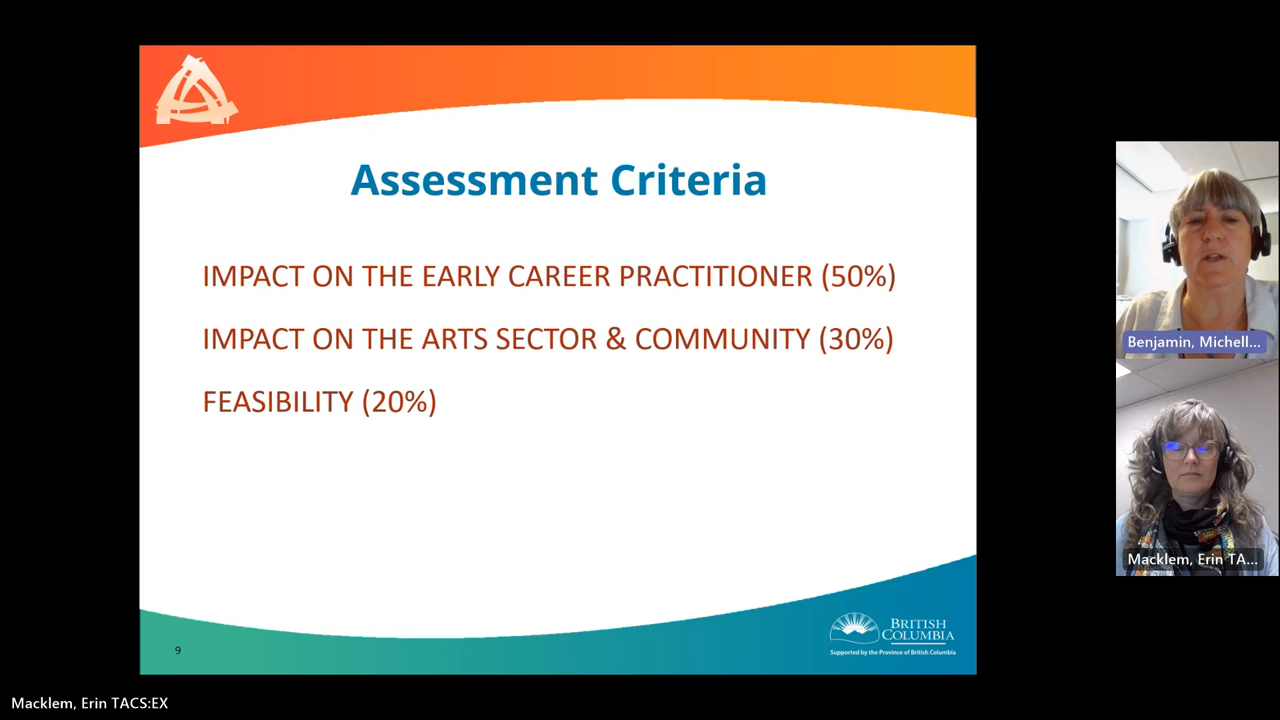 Assessment Criteria
IMPACT ON THE EARLY CAREER PRACTITIONER (50%)
IMPACT ON THE ARTS SECTOR & COMMUNITY (30%)
FEASIBILITY (20%)
9
BRITISH
COLUMBIA
Supported by the Province of British Columbia
Benjamin, Michell...
Macklem, Erin TA...
Macklem, Erin TACS:EX